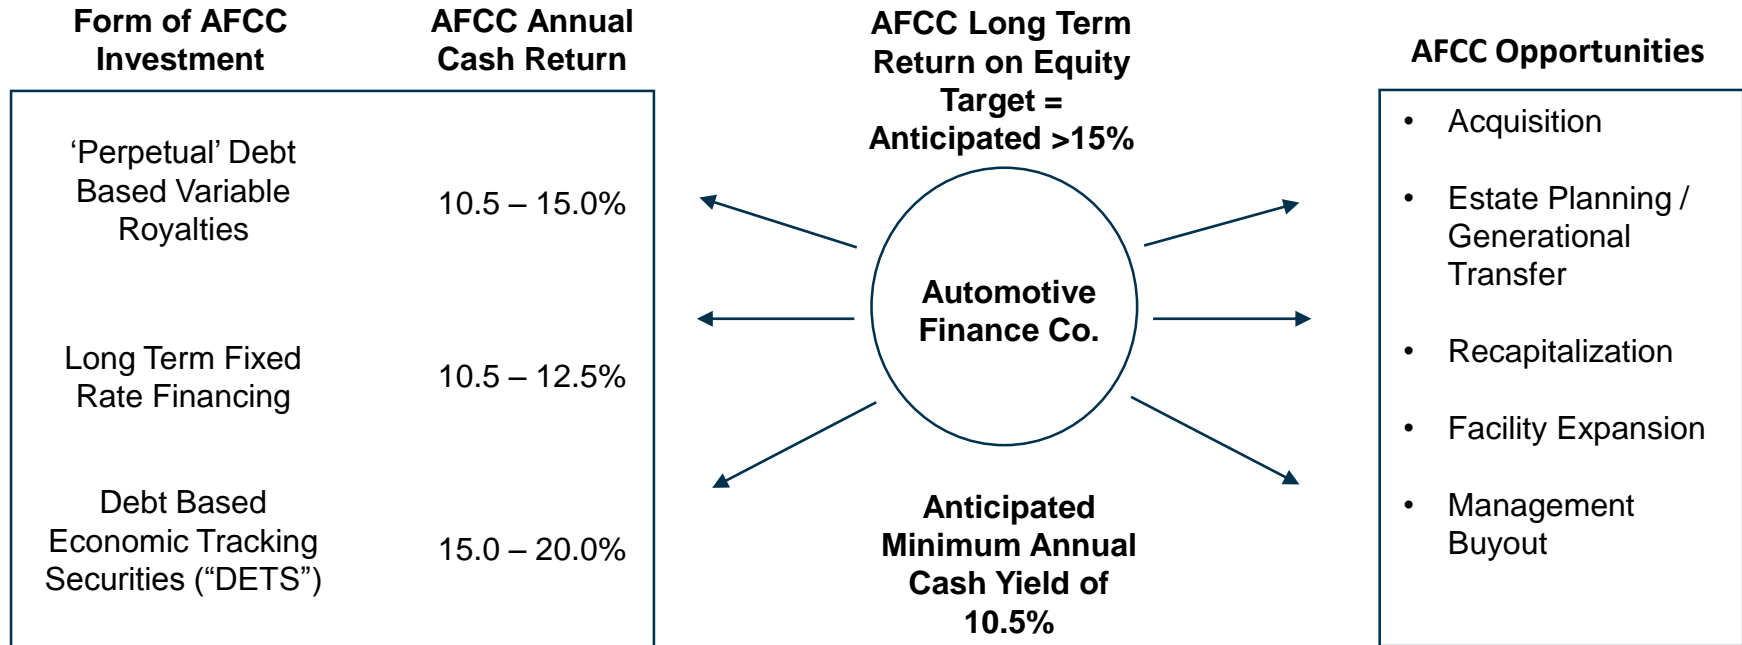 Form of AFCC
Investment
AFCC Annual
Cash Return
‘Perpetual’ Debt
Based Variable
Royalties
10.5 – 15.0%
Long Term Fixed
Rate Financing
10.5 – 12.5%
Debt Based
Economic Tracking
Securities (“DETS”)
15.0 – 20.0%
AFCC Long Term
Return on Equity
Target =
Anticipated >15%
Automotive
Finance Co.
Anticipated
Minimum Annual
Cash Yield of
10.5%
AFCC Opportunities
• Acquisition
• Estate Planning /
Generational
Transfer
• Recapitalization
• Facility Expansion
• Management
Buyout